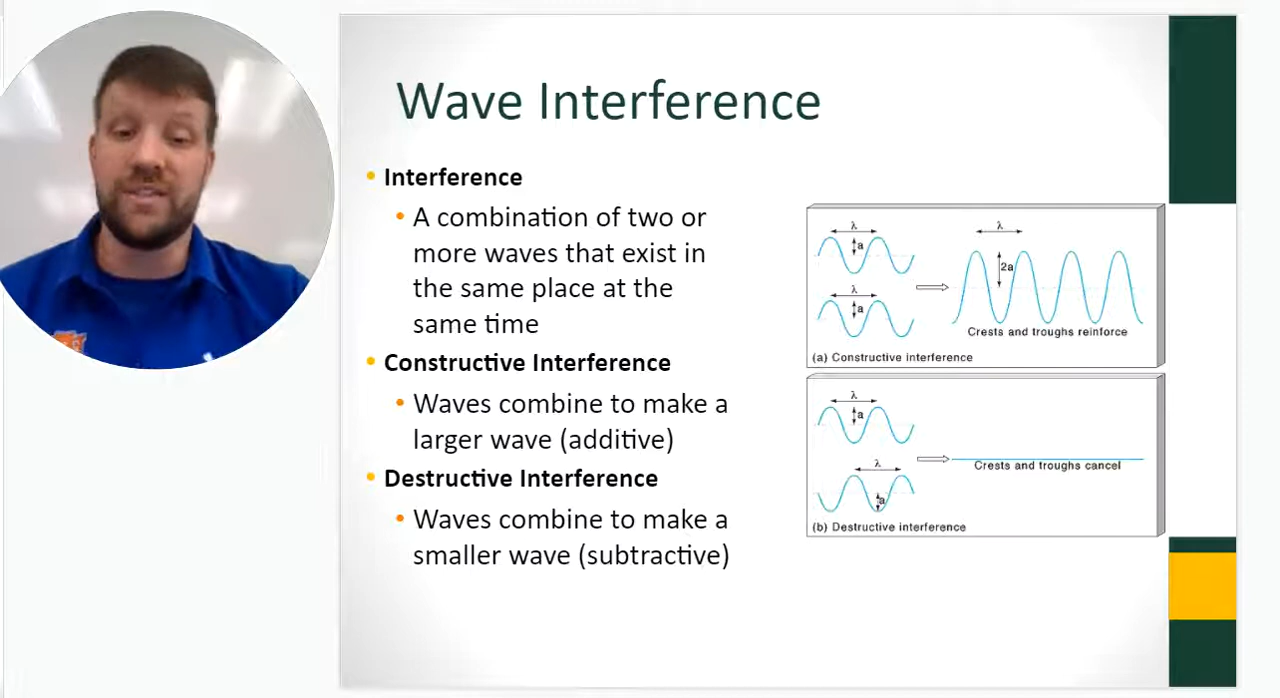 Wave Interference
Interference
A combination of two or
more waves that exist in
the same place at the
same time
Constructive Interference
Waves combine to make a
larger wave (additive)
Destructive Interference
Waves combine to make a
smaller wave (subtractive)
λ
a
λ
a
λ
2a
Crests and troughs reinforce
(a) Constructive interference
λ
a
λ
a
Crests and troughs cancel
(b) Destructive interference